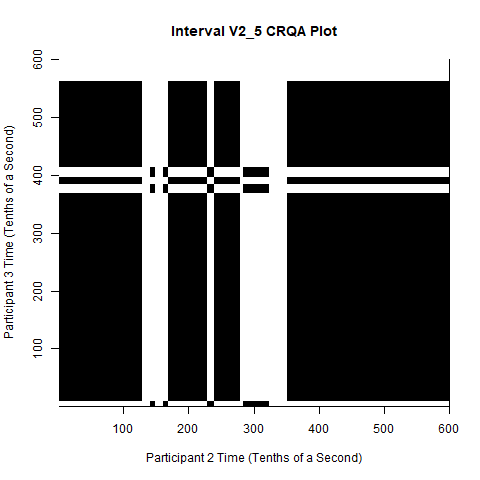 Interval V2_5 CRQA Plot
Participant 3 Time (Tenths of a Second)
600
500
400
300
200
100
100 200 300 400 500 600
Participant 2 Time (Tenths of a Second)